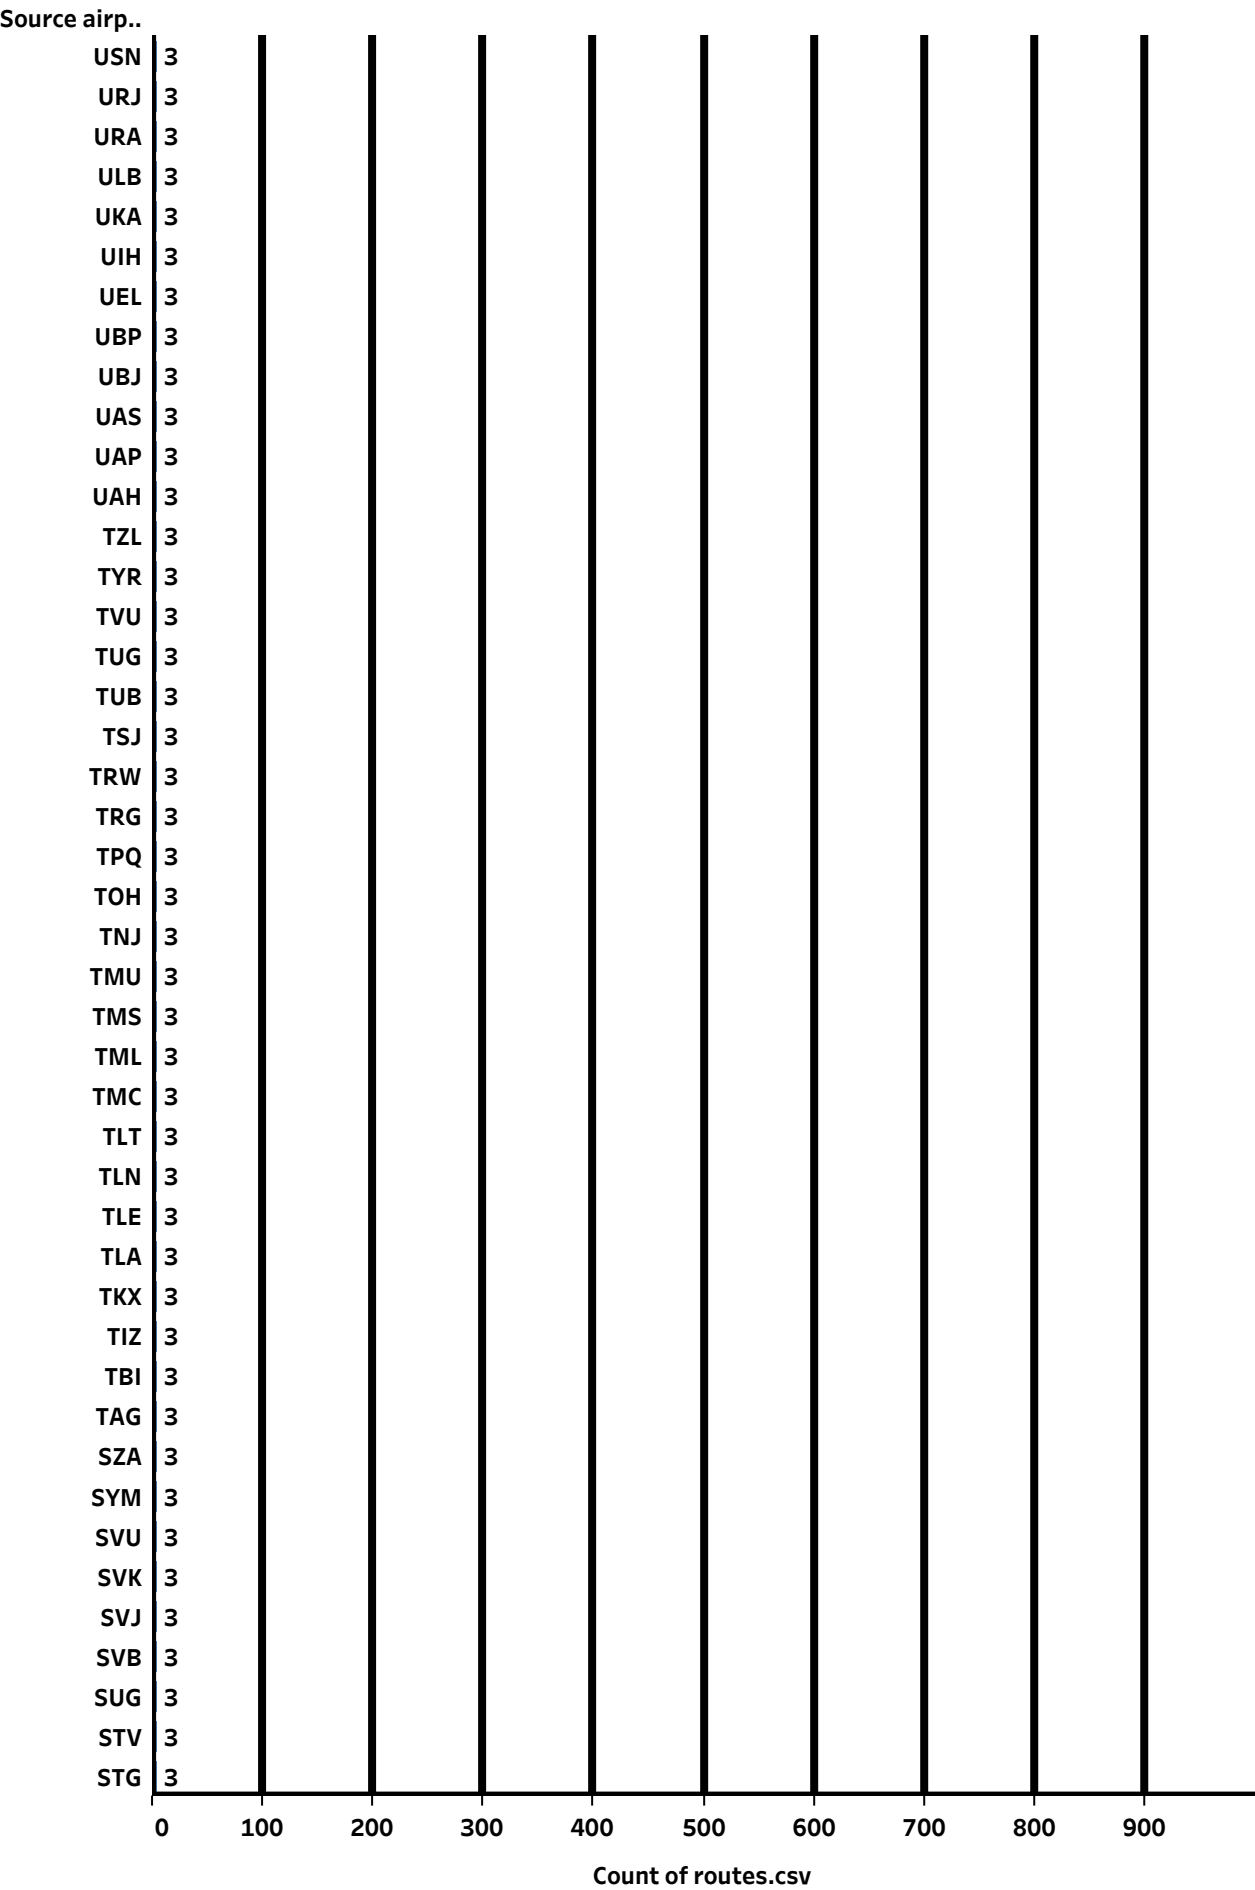 Source airp..
USN 3
URJ 3
URA 3
ULB 3
UKA 3
UIH 3
UEL 3
UBP 3
UBJ 3
UAS 3
UAP 3
UAH 3
TZL 3
TYR 3
TVU 3
TUG 3
TUB 3
TSJ 3
TRW 3
TRG 3
TPQ 3
TOH 3
TNJ 3
TMU 3
TMS 3
TML 3
TMC 3
TLT 3
TLN 3
TLE 3
TLA 3
TKX 3
TIZ 3
TBI 3
TAG 3
SZA 3
SYM 3
SVU 3
SVK 3
SVJ 3
SVB 3
SUG 3
STV 3
STG 3
0 100 200 300 400 500 600 700 800 900
Count of routes.csv